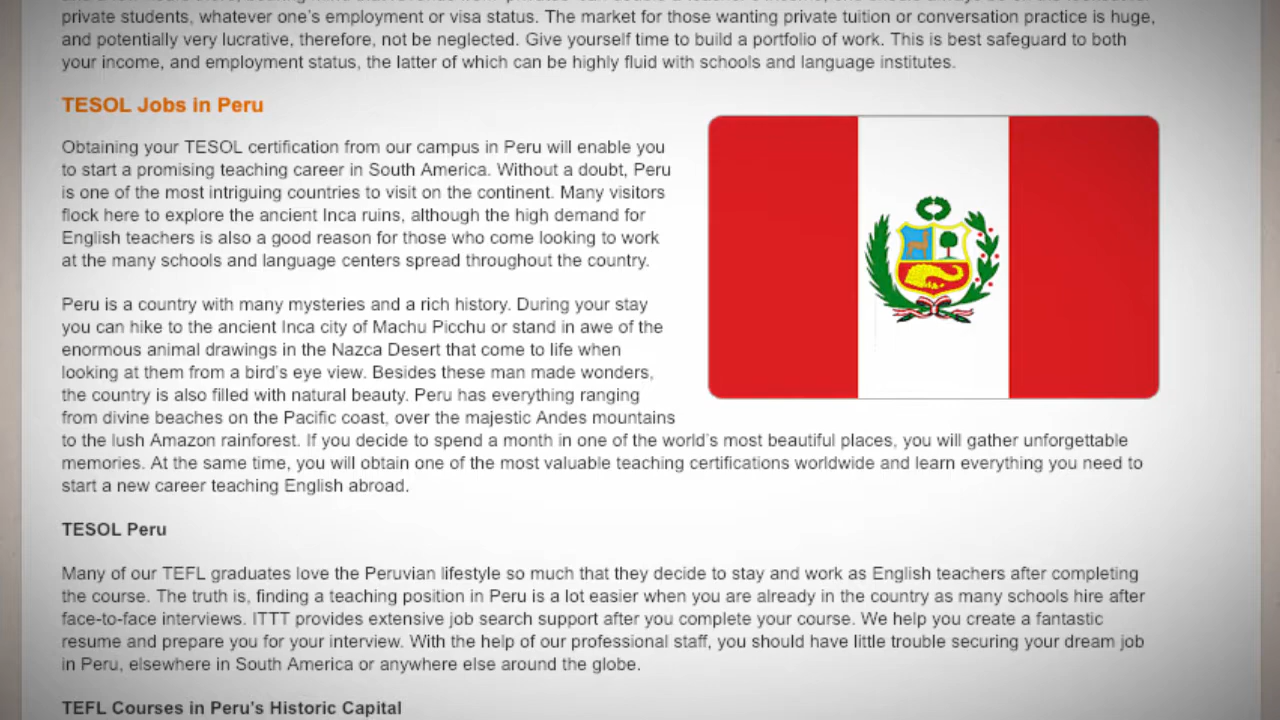 private students, whatever one's employment or visa status. The market for those wanting private tuition or conversation practice is huge,
and potentially very lucrative, therefore, not be neglected. Give yourself time to build a portfolio of work. This is best safeguard to both
your income, and employment status, the latter of which can be highly fluid with schools and language institutes.
TESOL Jobs in Peru
Obtaining your TESOL certification from our campus in Peru will enable you
to start a promising teaching career in South America. Without a doubt, Peru
is one of the most intriguing countries to visit on the continent. Many visitors
flock here to explore the ancient Inca ruins, although the high demand for
English teachers is also a good reason for those who come looking to work
at the many schools and language centers spread throughout the country.
Peru is a country with many mysteries and a rich history. During your stay
you can hike to the ancient Inca city of Machu Picchu or stand in awe of the
enormous animal drawings in the Nazca Desert that come to life when
looking at them from a bird's eye view. Besides these man made wonders,
the country is also filled with natural beauty. Peru has everything ranging
from divine beaches on the Pacific coast, over the majestic Andes mountains
to the lush Amazon rainforest. If you decide to spend a month in one of the world's most beautiful places, you will gather unforgettable
memories. At the same time, you will obtain one of the most valuable teaching certifications worldwide and learn everything you need to
start a new career teaching English abroad.
TESOL Peru
Many of our TEFL graduates love the Peruvian lifestyle so much that they decide to stay and work as English teachers after completing
the course. The truth is, finding a teaching position in Peru is a lot easier when you are already in the country as many schools hire after
face-to-face interviews. ITTT provides extensive job search support after you complete your course. We help you create a fantastic
resume and prepare you for your interview. With the help of our professional staff, you should have little trouble securing your dream job
in Peru, elsewhere in South America or anywhere else around the globe.
TEFL Courses in Peru's Historic Capital